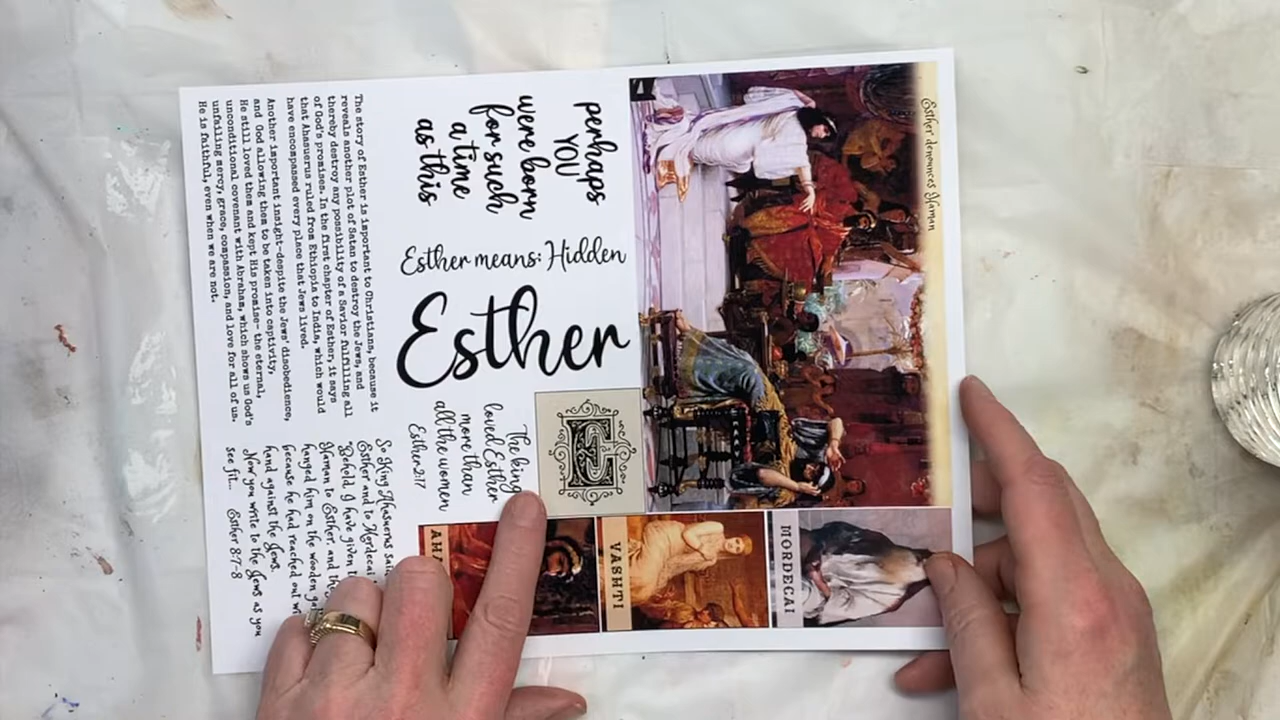 Esther denounces Haman
perhaps
YOU
were born
for such
a time
as this
Esther means: Hidden
Esther
E
The king
loved Esther
more than
all the women
Esther 2:17
MORDECAI
VASHTI
AHA
The story of Esther is important to Christians, because it
reveals another plot of Satan to destroy the Jews, and
thereby destroy any possibility of a Savior fulfilling all
of God's promises. In the first chapter of Esther, it says
that Ahasuerus ruled from Ethiopia to India, which would
have encompassed every place that Jews lived.
Another important insight-despite the Jews' disobedience,
and God allowing them to be taken into captivity,
He still loved them and kept His promise- the eternal,
unconditional covenant with Abraham, which shows us God's
unfailing mercy, grace, compassion, and love for all of us.
He is faithful, even when we are not.
So King Ahasuerus
Esther and to Mordecai
"Behold, I have given
Haman to Esther, and
hanged him on the wooden
because he had reached out
hand against the Jews.
Now you write to the Jews as you
see fit... Esther 8:7-8